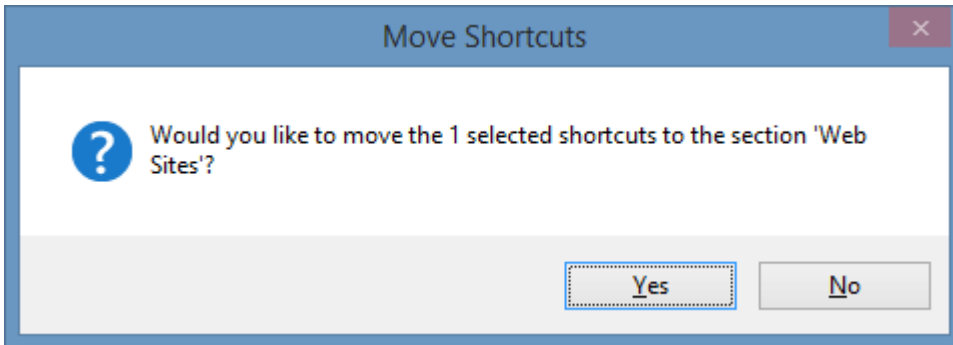 Move Shortcuts
Would you like to move the 1 selected shortcuts to the section 'Web
Sites'?
Yes
No